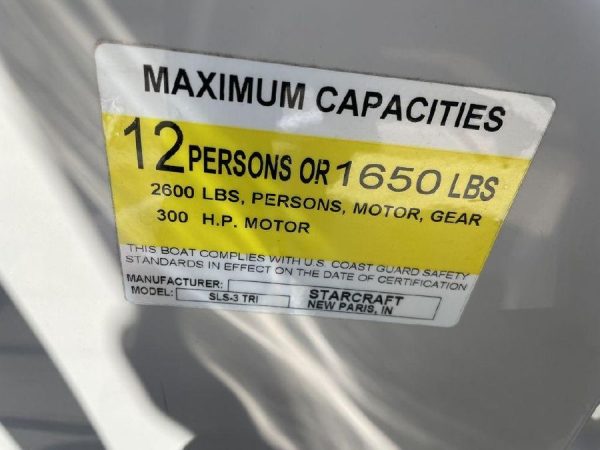 MAXIMUM CAPACITIES
12 PERSONS OR 1650 LBS
2600 LBS, PERSONS, MOTOR, GEAR
300 H.P. MOTOR
THIS BOAT COMPLIES WITH U.S. COAST GUARD SAFETY
STANDARDS IN EFFECT ON THE DATE OF CERTIFICATION
MANUFACTURER: STARCRAFT
NEW PARIS, IN
MODEL: SLS-3 TRI